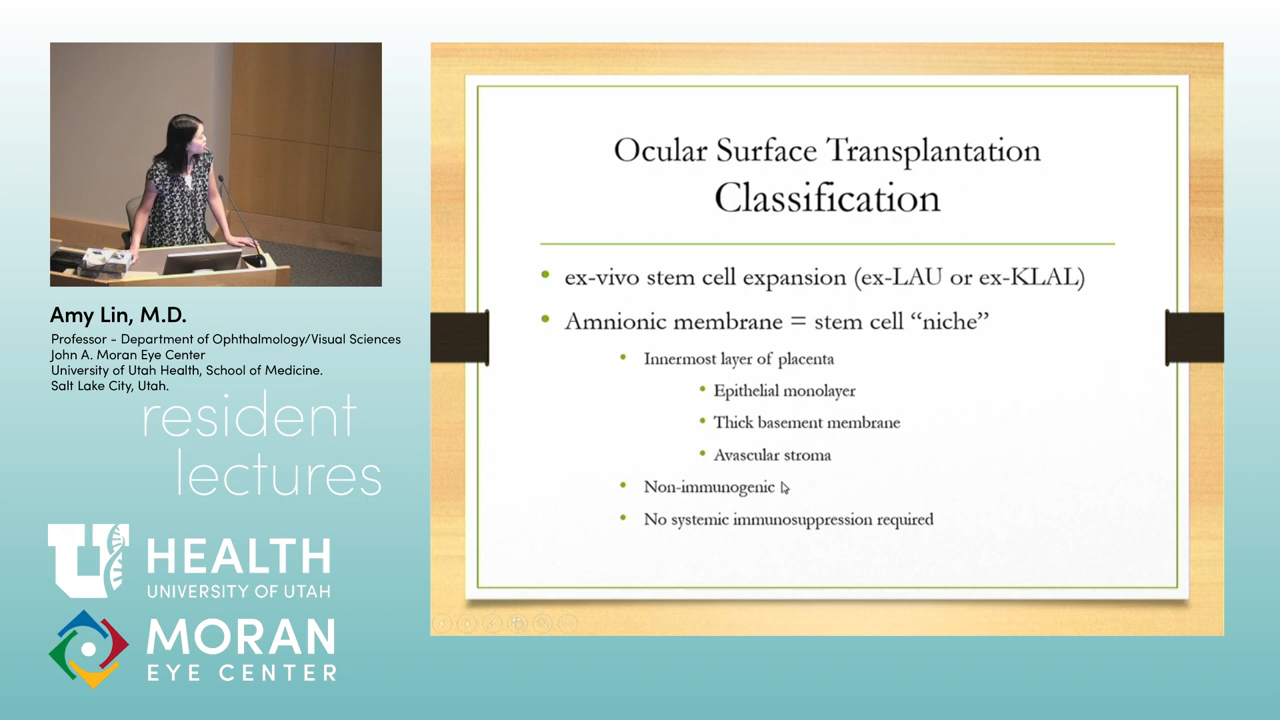 Amy Lin, M.D.
Professor - Department of Ophthalmology/Visual Sciences
John A. Moran Eye Center
University of Utah Health, School of Medicine.
Salt Lake City, Utah.
resident
lectures
U HEALTH
UNIVERSITY OF UTAH
MORAN
EYE CENTER
Ocular Surface Transplantation
Classification
• ex-vivo stem cell expansion (ex-LAU or ex-KLAL)
• Amnionic membrane = stem cell “niche”
• Innermost layer of placenta
• Epithelial monolayer
• Thick basement membrane
• Avascular stroma
• Non-immunogenic
• No systemic immunosuppression required